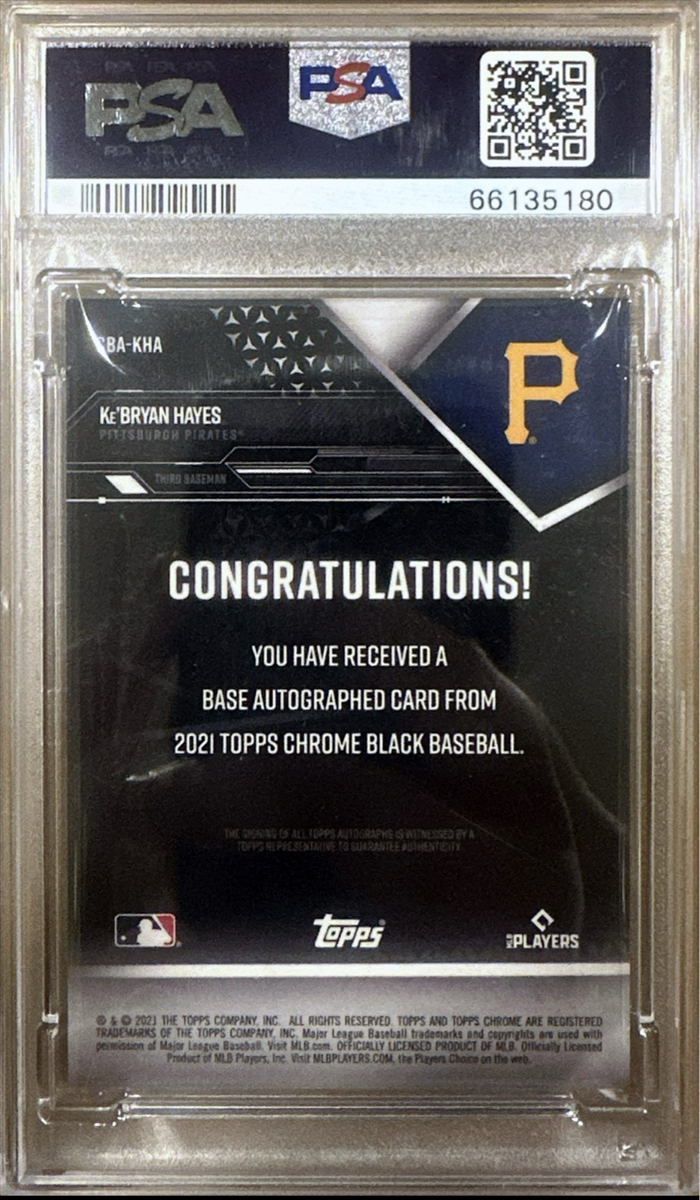 PSA
PSA
66135180
BA-KHA
KE'BRYAN HAYES
PITTSBURGH PIRATES®
THIRD BASEMAN
P
CONGRATULATIONS!
YOU HAVE RECEIVED A
BASE AUTOGRAPHED CARD FROM
2021 TOPPS CHROME BLACK BASEBALL.
THE SIGNING OF ALL TOPPS AUTOGRAPHS IS WITNESSED BY A
TOPPS REPRESENTATIVE TO GUARANTEE AUTHENTICITY.
Topps®
MLB PLAYERS
® & © 2021 THE TOPPS COMPANY, INC. ALL RIGHTS RESERVED. TOPPS AND TOPPS CHROME ARE REGISTERED
TRADEMARKS OF THE TOPPS COMPANY, INC. Major League Baseball trademarks and copyrights are used with
permission of Major League Baseball. Visit MLB.com. OFFICIALLY LICENSED PRODUCT OF MLB. Officially Licensed
Product of MLB Players, Inc. Visit MLBPLAYERS.COM, the Players Choice on the web.